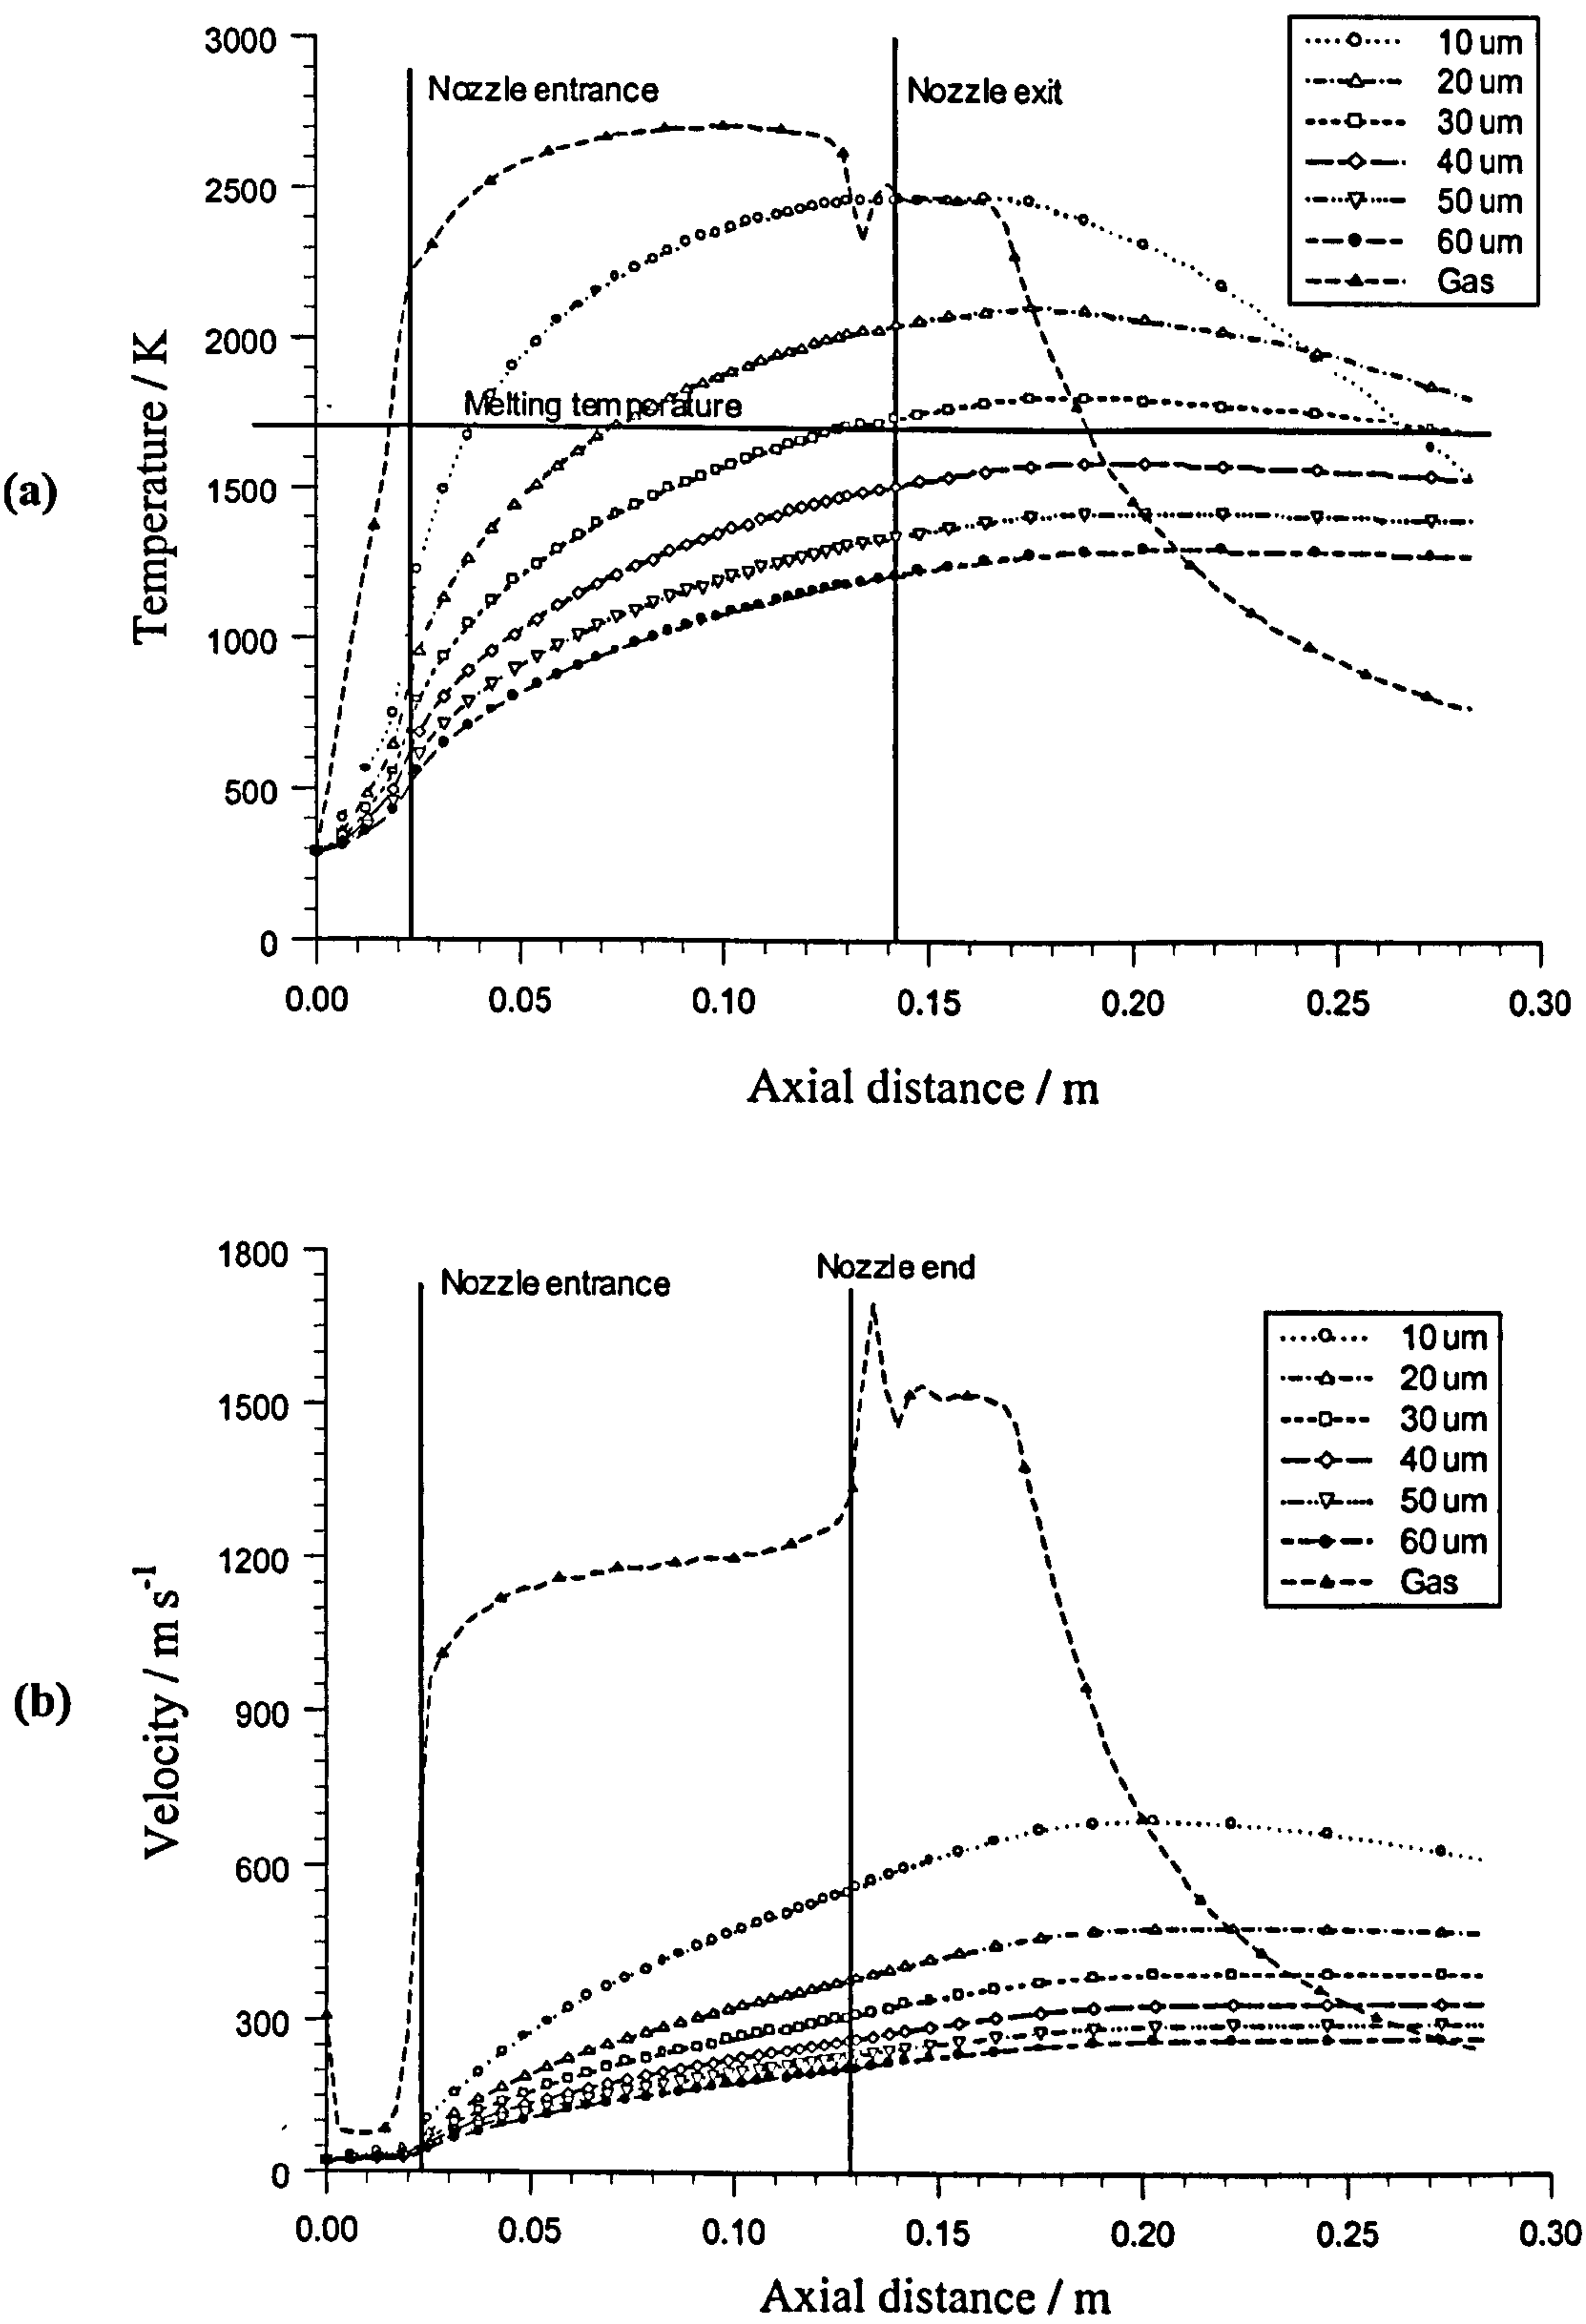 (a)
Temperature / K
3000
2500
2000
1500
1000
500
0
Nozzle entrance
Nozzle exit
Melting temperature
10 um
20 um
30 um
40 um
50 um
60 um
Gas
0.00 0.05 0.10 0.15 0.20 0.25 0.30
Axial distance / m
(b)
Velocity / m s⁻¹
1800
1500
1200
900
600
300
0
Nozzle entrance
Nozzle end
10 um
20 um
30 um
40 um
50 um
60 um
Gas
0.00 0.05 0.10 0.15 0.20 0.25 0.30
Axial distance / m